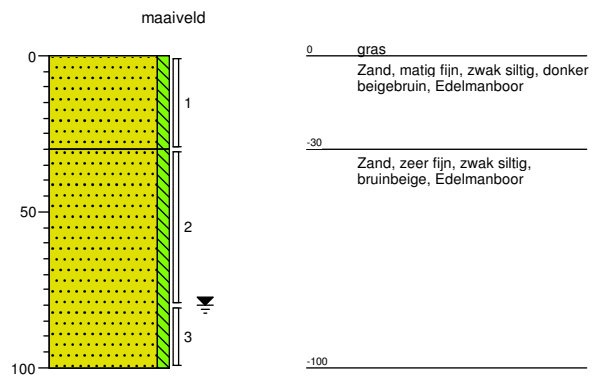 maaiveld
0
50
100
1
2
3
0 gras
Zand, matig fijn, zwak siltig, donker
beigebruin, Edelmanboor
-30
Zand, zeer fijn, zwak siltig,
bruinbeige, Edelmanboor
-100